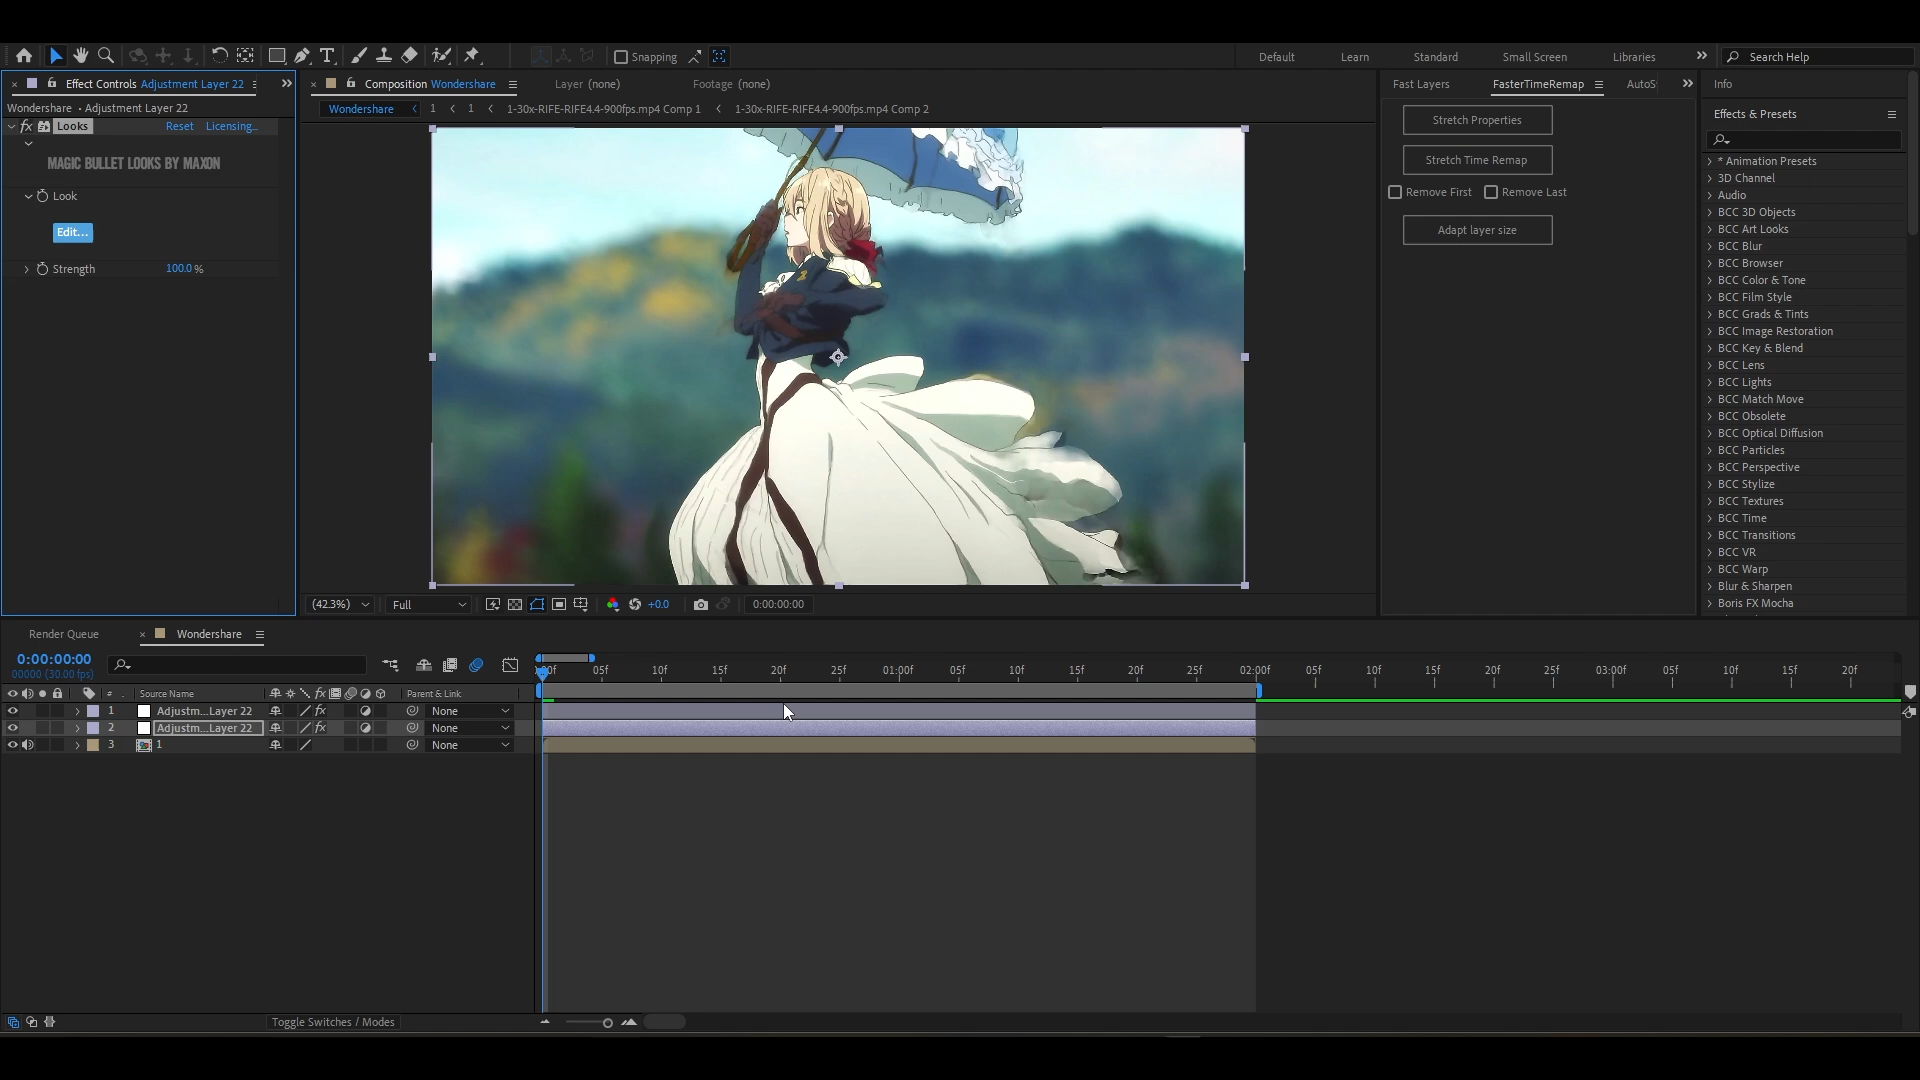 Snapping
Default
Learn
Standard
Small Screen
Libraries
Search Help
Effect Controls Adjustment Layer 22
Composition Wondershare
Layer (none)
Footage (none)
Fast Layers
FasterTimeRemap
AutoS
Info
Wondershare • Adjustment Layer 22
Wondershare
1
1
1-30x-RIFE-RIFE4.4-900fps.mp4 Comp 1
1-30x-RIFE-RIFE4.4-900fps.mp4 Comp 2
fx Looks
Reset
Licensing...
MAGIC BULLET LOOKS BY MAXON
Look
Edit...
Strength
100.0 %
Stretch Properties
Stretch Time Remap
Remove First
Remove Last
Adapt layer size
Effects & Presets
* Animation Presets
3D Channel
Audio
BCC 3D Objects
BCC Art Looks
BCC Blur
BCC Browser
BCC Color & Tone
BCC Film Style
BCC Grads & Tints
BCC Image Restoration
BCC Key & Blend
BCC Lens
BCC Lights
BCC Match Move
BCC Obsolete
BCC Optical Diffusion
BCC Particles
BCC Perspective
BCC Stylize
BCC Textures
BCC Time
BCC Transitions
BCC VR
BCC Warp
Blur & Sharpen
Boris FX Mocha
(42.3%)
Full
+0.0
0:00:00:00
Render Queue
Wondershare
0:00:00:00
00000 (30.00 fps)
05f
10f
15f
20f
25f
01:00f
05f
10f
15f
20f
25f
02:00f
05f
10f
15f
20f
25f
03:00f
05f
10f
15f
20f
#
Source Name
fx
Parent & Link
1
Adjustm...Layer 22
fx
None
2
Adjustm...Layer 22
fx
None
3
1
None
Toggle Switches / Modes